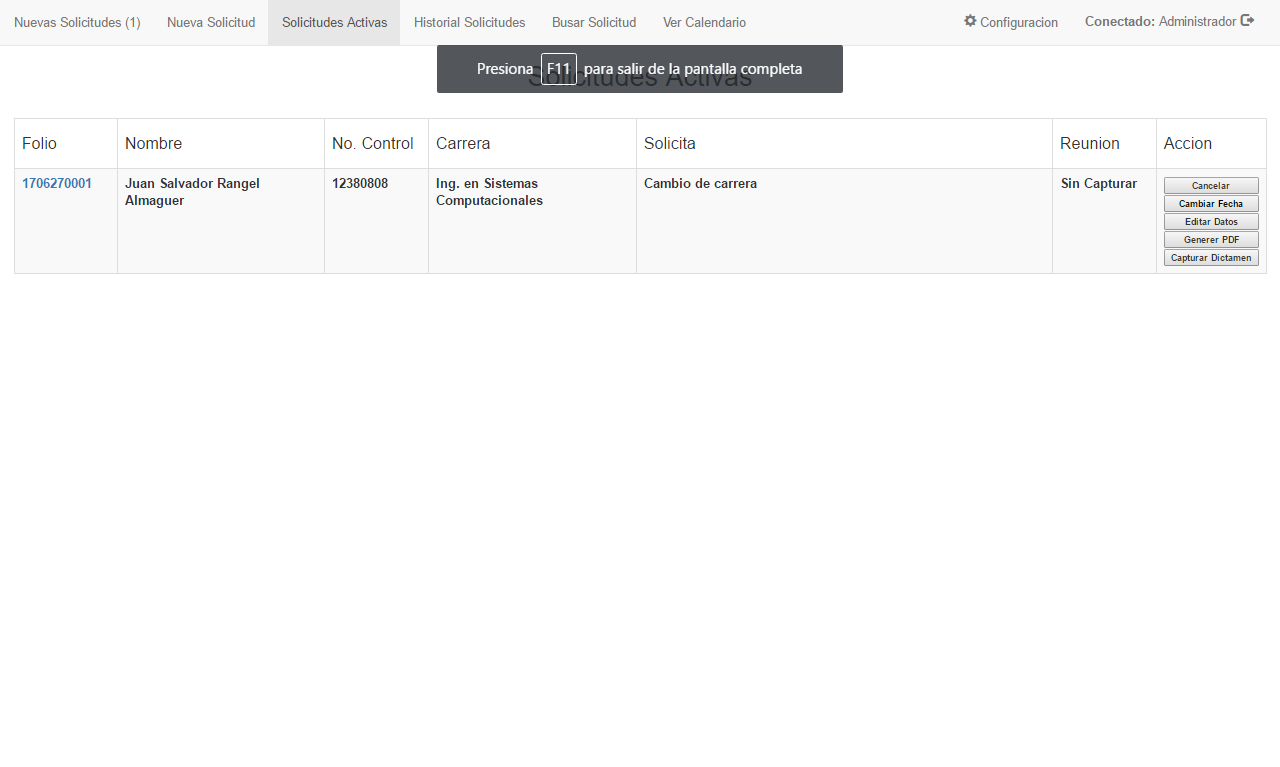 Nuevas Solicitudes (1) Nueva Solicitud Solicitudes Activas Historial Solicitudes Busar Solicitud Ver Calendario Configuracion Conectado: Administrador
Presiona F11 para salir de la pantalla completa
Solicitudes Activas
Folio Nombre No. Control Carrera Solicita Reunion Accion
1706270001 Juan Salvador Rangel 12380808 Ing. en Sistemas Cambio de carrera Sin Capturar Cancelar
Almaguer Computacionales Cambiar Fecha
Editar Datos
Generer PDF
Capturar Dictamen